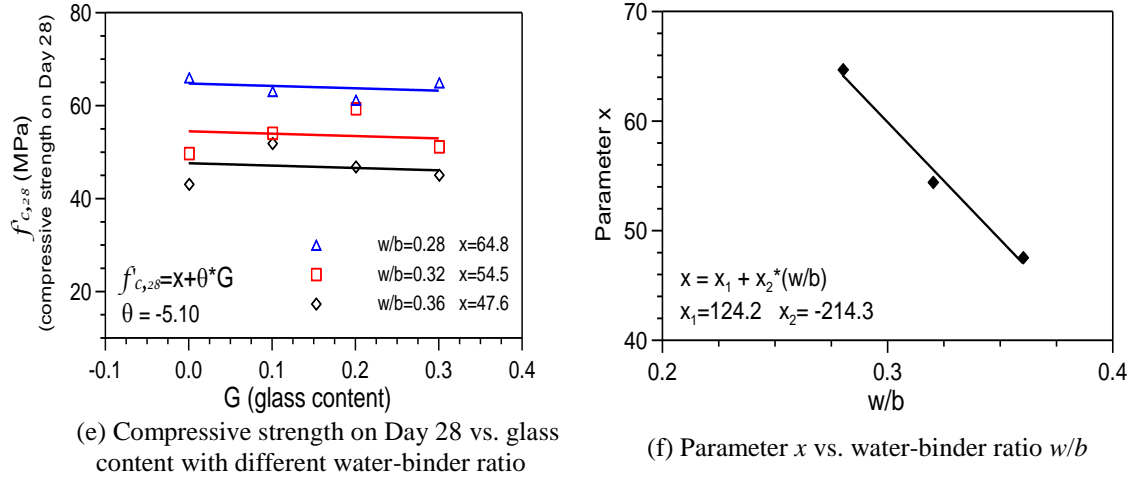 80
60
40
20
-0.1
0.0
0.1
0.2
0.3
0.4
G (glass content)
f'c,28 (MPa)
(compressive strength on Day 28)
w/b=0.28 x=64.8
w/b=0.32 x=54.5
w/b=0.36 x=47.6
f'c,28=x+θ*G
θ = -5.10
(e) Compressive strength on Day 28 vs. glass
content with different water-binder ratio
70
60
50
40
0.2
0.3
0.4
w/b
Parameter x
x = x1 + x2*(w/b)
x1=124.2 x2= -214.3
(f) Parameter x vs. water-binder ratio w/b